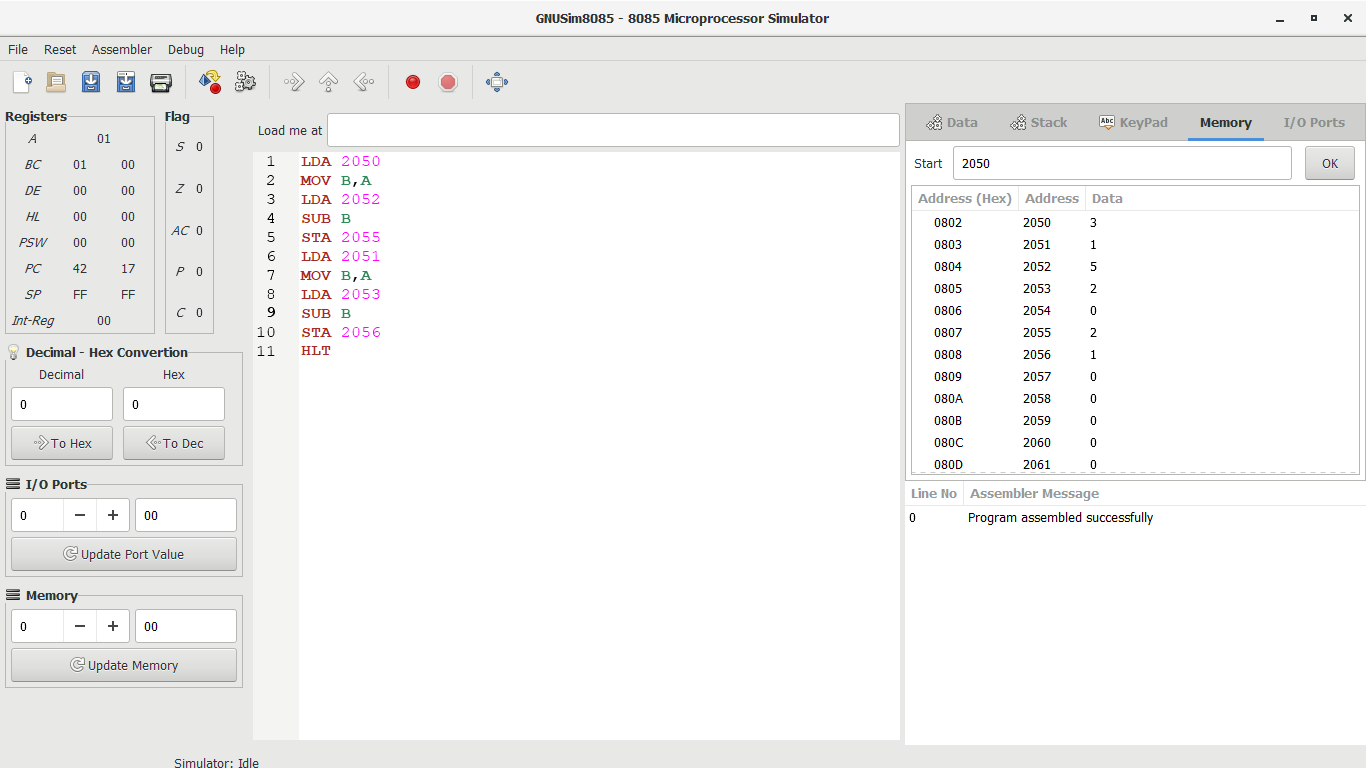 GNUSim8085 - 8085 Microprocessor Simulator
File Reset Assembler Debug Help
Registers
A 01
BC 01 00
DE 00 00
HL 00 00
PSW 00 00
PC 42 17
SP FF FF
Int-Reg 00
Flag
S 0
Z 0
AC 0
P 0
C 0
Decimal - Hex Convertion
Decimal Hex
0 0
To Hex To Dec
I/O Ports
0 − + 00
Update Port Value
Memory
0 − + 00
Update Memory
Load me at
1 LDA 2050
2 MOV B,A
3 LDA 2052
4 SUB B
5 STA 2055
6 LDA 2051
7 MOV B,A
8 LDA 2053
9 SUB B
10 STA 2056
11 HLT
Data Stack Abc KeyPad Memory I/O Ports
Start 2050 OK
Address (Hex) Address Data
0802 2050 3
0803 2051 1
0804 2052 5
0805 2053 2
0806 2054 0
0807 2055 2
0808 2056 1
0809 2057 0
080A 2058 0
080B 2059 0
080C 2060 0
080D 2061 0
Line No Assembler Message
0 Program assembled successfully
Simulator: Idle